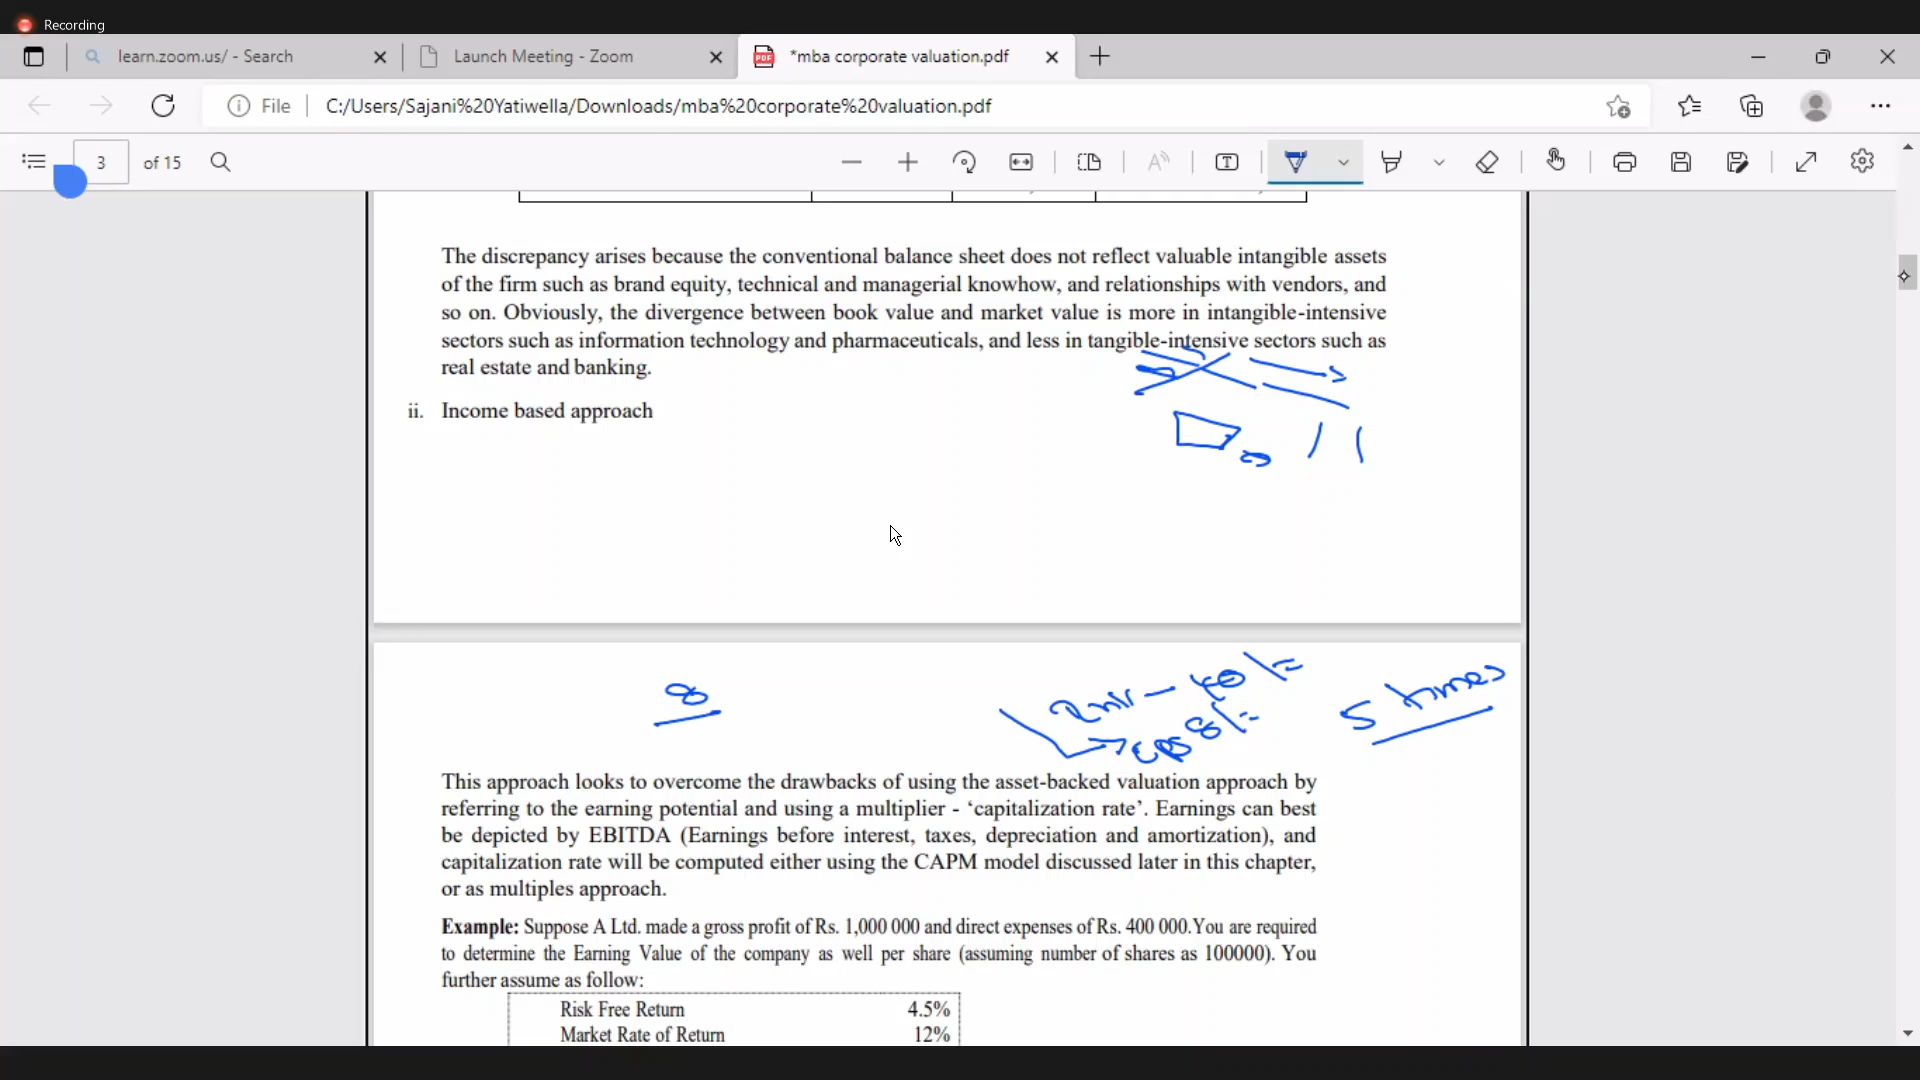 Recording
learn.zoom.us/ - Search
Launch Meeting - Zoom
*mba corporate valuation.pdf
File
C:/Users/Sajani%20Yatiwella/Downloads/mba%20corporate%20valuation.pdf
3 of 15
The discrepancy arises because the conventional balance sheet does not reflect valuable intangible assets
of the firm such as brand equity, technical and managerial knowhow, and relationships with vendors, and
so on. Obviously, the divergence between book value and market value is more in intangible-intensive
sectors such as information technology and pharmaceuticals, and less in tangible-intensive sectors such as
real estate and banking.
ii. Income based approach
8
5 times
This approach looks to overcome the drawbacks of using the asset-backed valuation approach by
referring to the earning potential and using a multiplier - ‘capitalization rate’. Earnings can best
be depicted by EBITDA (Earnings before interest, taxes, depreciation and amortization), and
capitalization rate will be computed either using the CAPM model discussed later in this chapter,
or as multiples approach.
Example: Suppose A Ltd. made a gross profit of Rs. 1,000 000 and direct expenses of Rs. 400 000.You are required
to determine the Earning Value of the company as well per share (assuming number of shares as 100000). You
further assume as follow:
Risk Free Return 4.5%
Market Rate of Return 12%